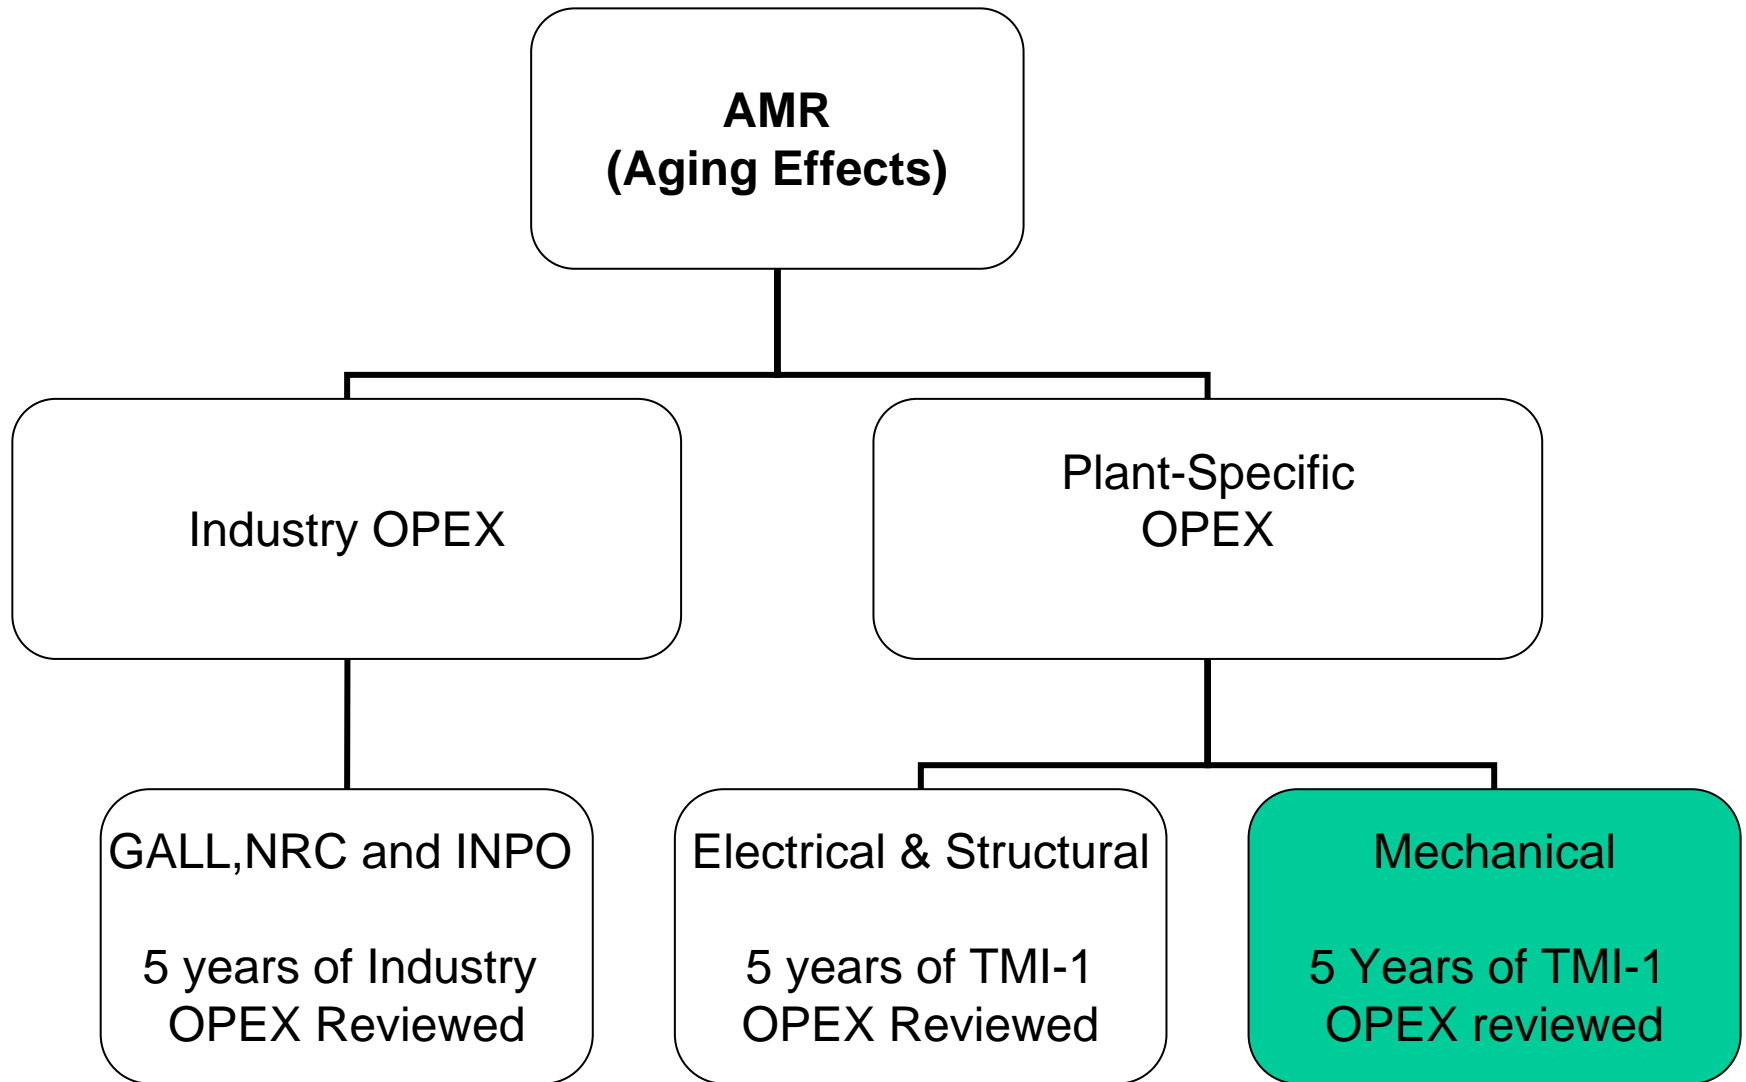 AMR
(Aging Effects)
Industry OPEX
Plant-Specific
OPEX
GALL,NRC and INPO
5 years of Industry
OPEX Reviewed
Electrical & Structural
5 years of TMI-1
OPEX Reviewed
Mechanical
5 Years of TMI-1
OPEX reviewed